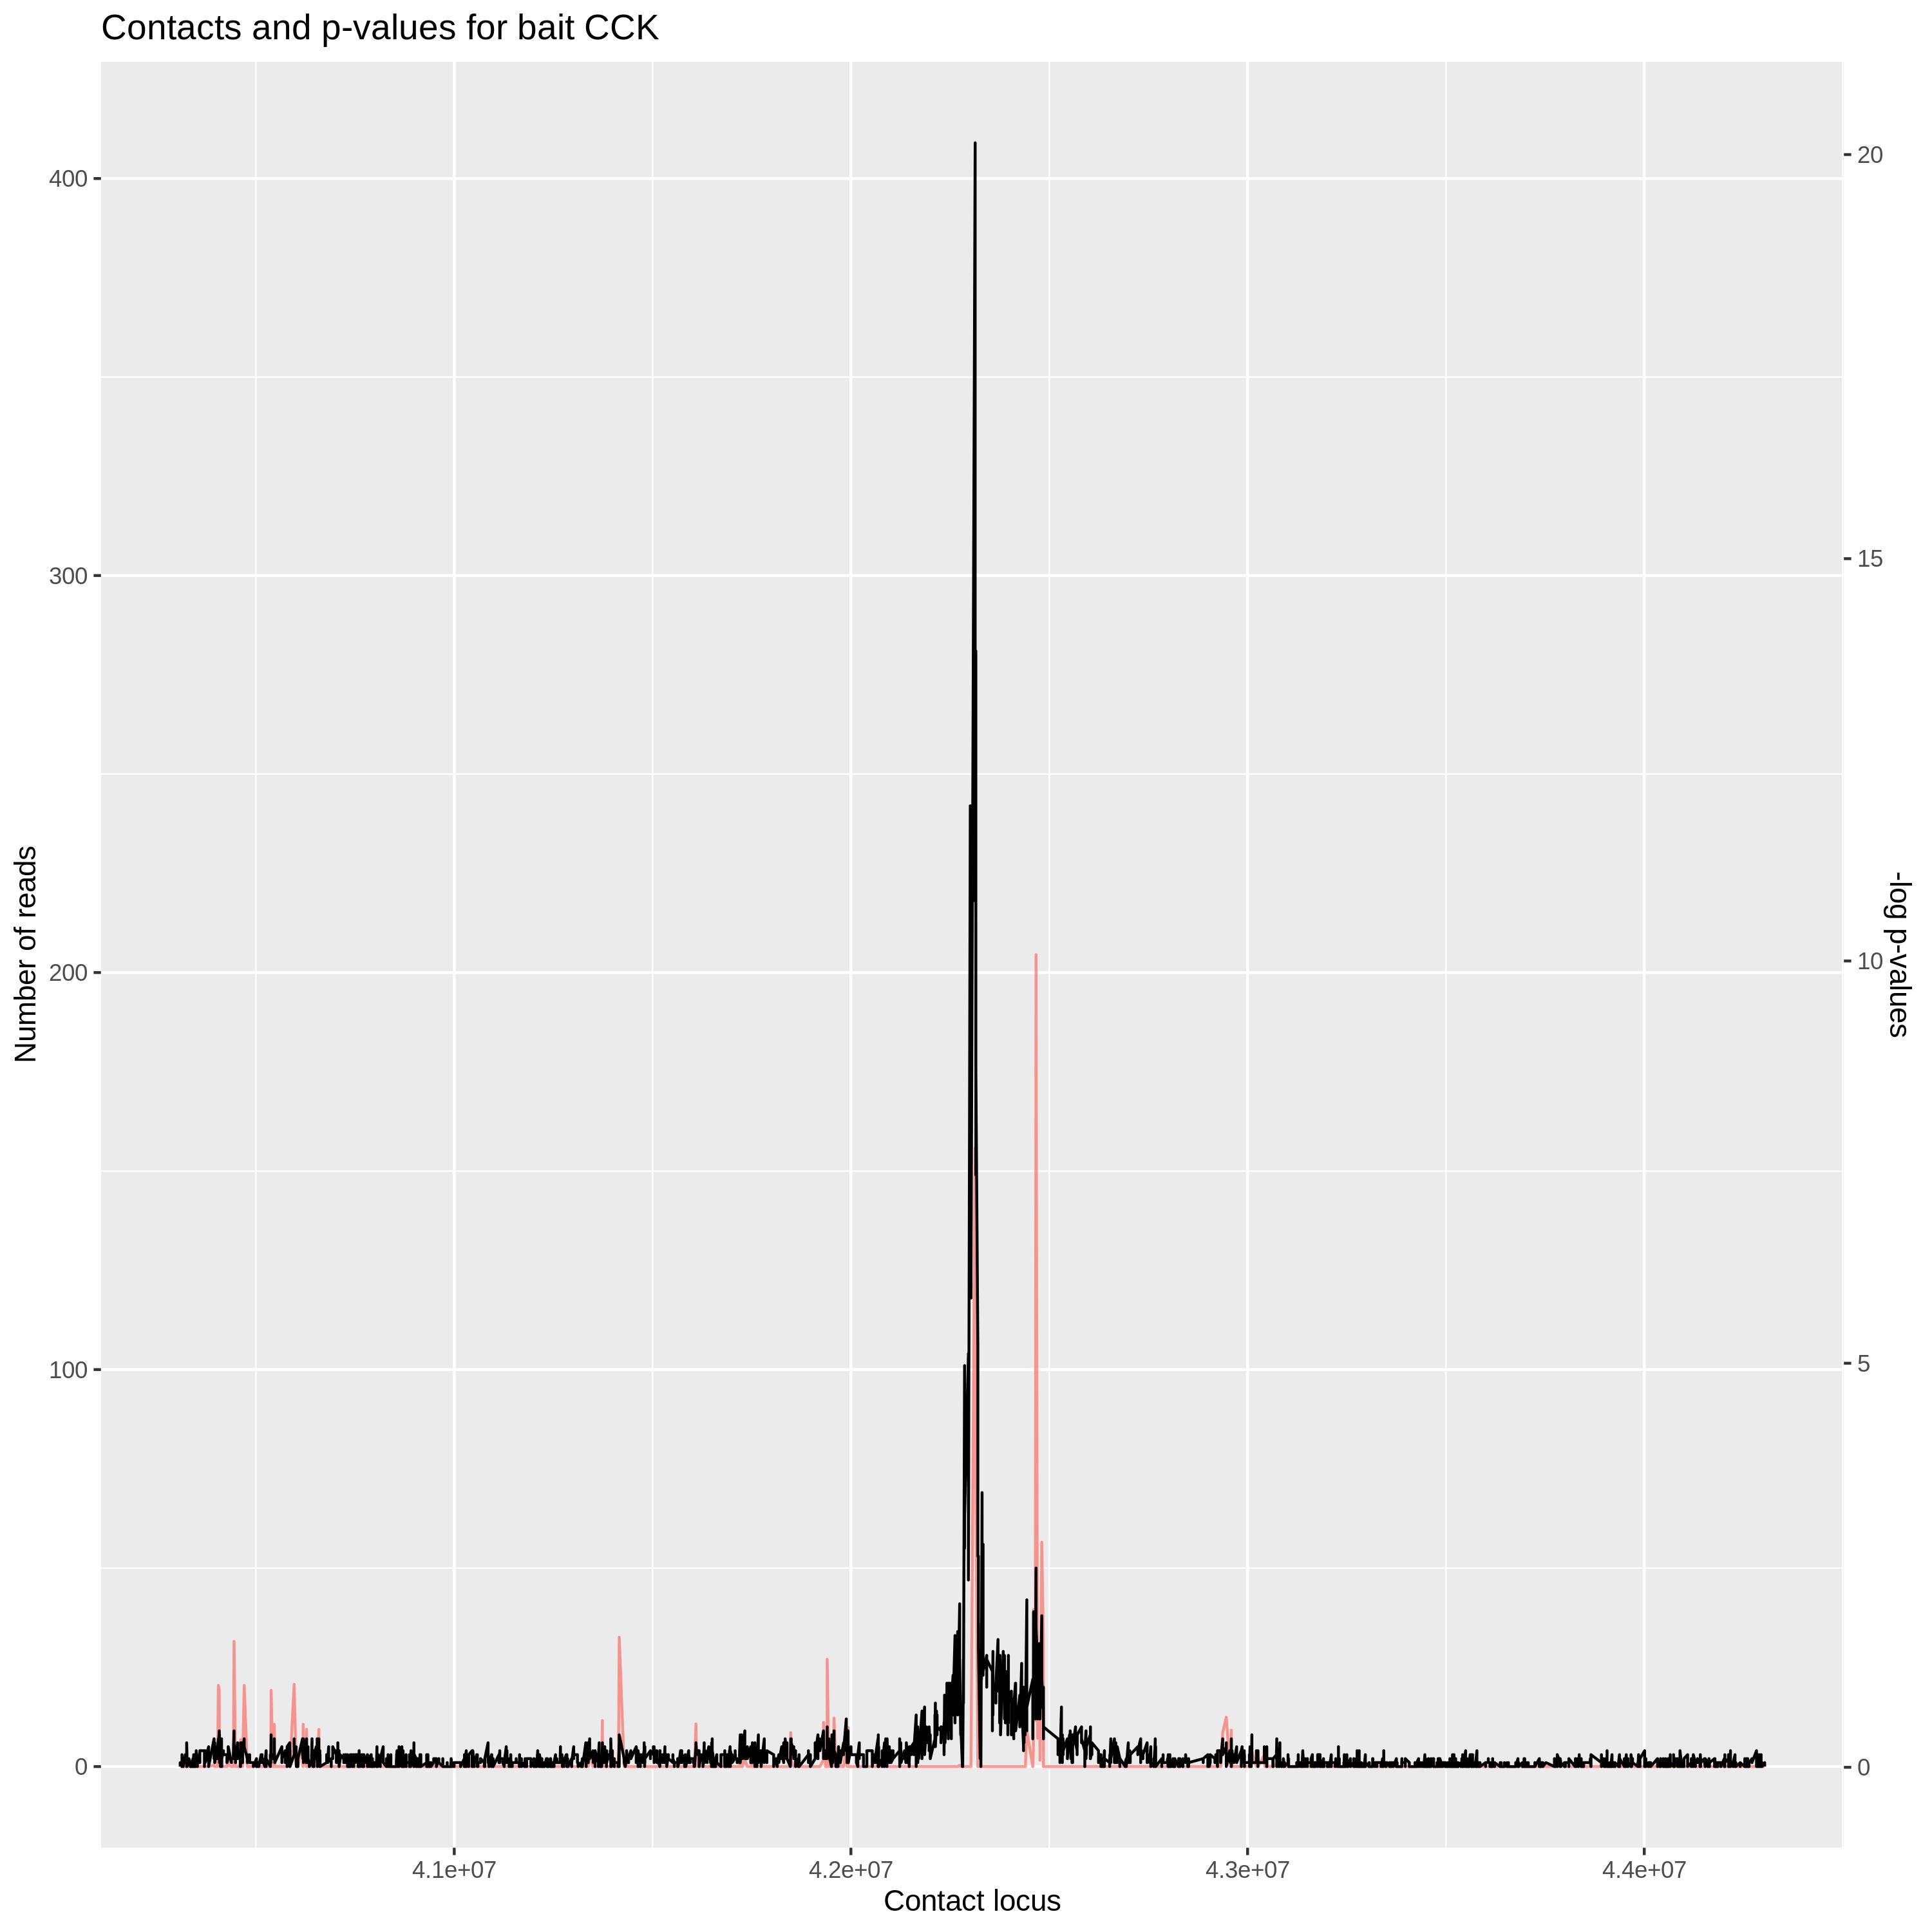 Contacts and p-values for bait CCK
400
300
200
100
0
Number of reads
20
15
10
5
0
-log p-values
4.1e+07
4.2e+07
4.3e+07
4.4e+07
Contact locus